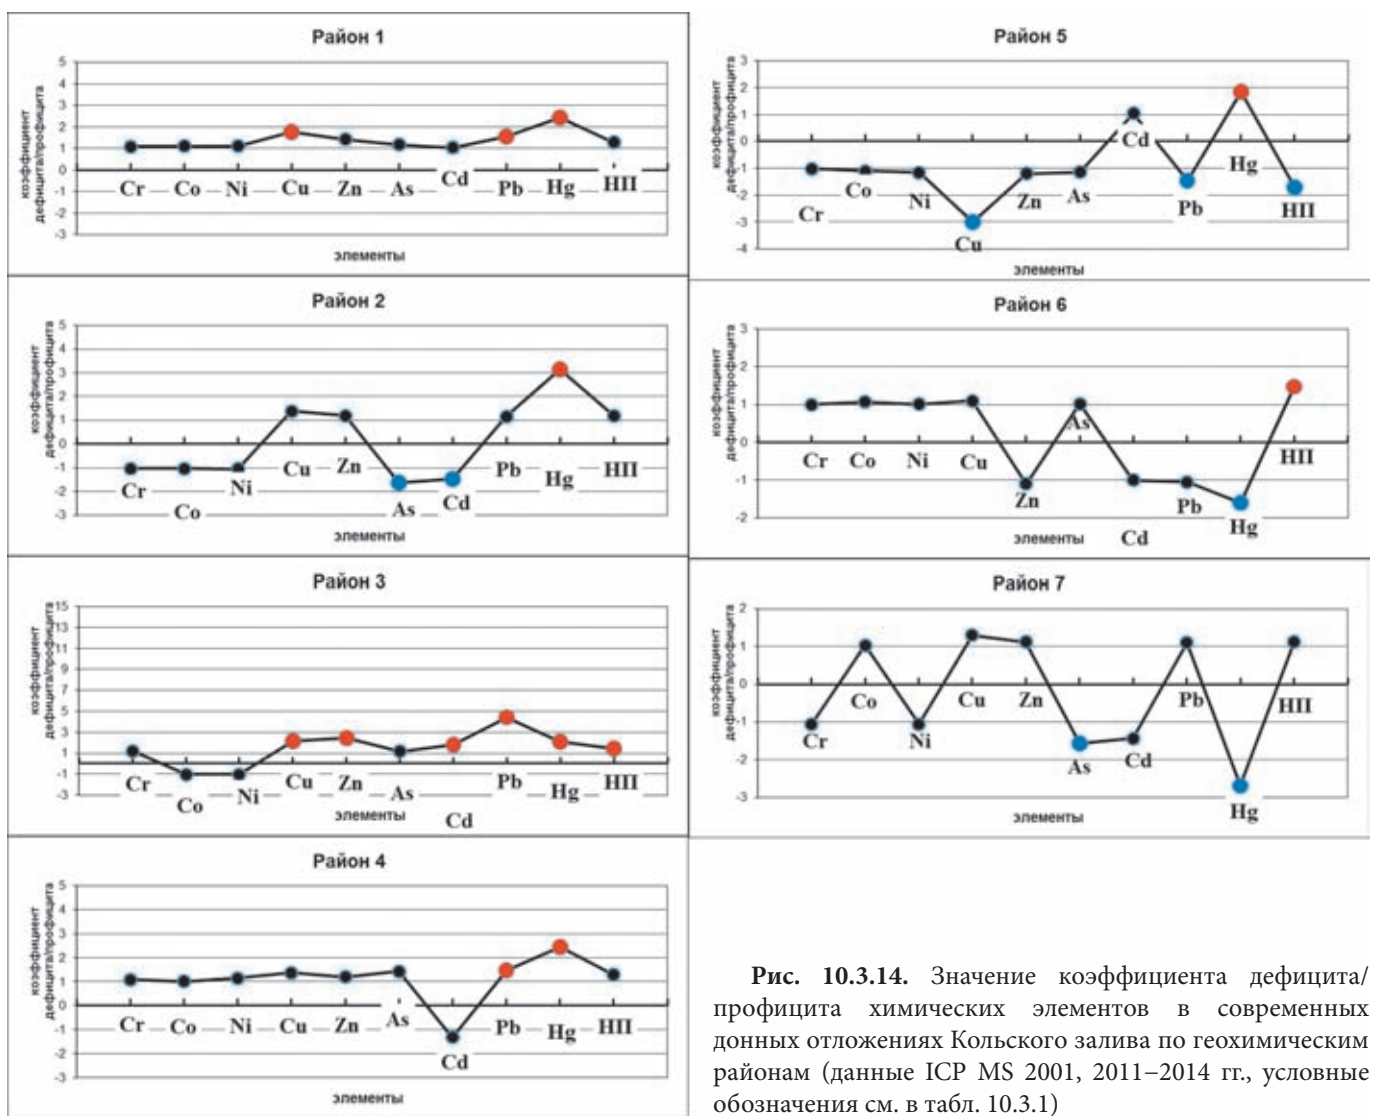 Район 1
коэффициент
дефицита/профицита
5
4
3
2
1
0
-1
-2
-3
Cr Co Ni Cu Zn As Cd Pb Hg НП
элементы
Район 2
коэффициент
дефицита/профицита
5
4
3
2
1
0
-1
-2
-3
Cr Co Ni Cu Zn As Cd Pb Hg НП
элементы
Район 3
коэффициент
дефицита/профицита
15
13
11
9
7
5
3
1
-1
-3
Cr Co Ni Cu Zn As Cd Pb Hg НП
элементы
Район 4
коэффициент
дефицита/профицита
5
4
3
2
1
0
-1
-2
-3
Cr Co Ni Cu Zn As Cd Pb Hg НП
Район 5
коэффициент
дефицита/профицита
3
2
1
0
-1
-2
-3
-4
Cr Co Ni Cu Zn As Cd Pb Hg НП
элементы
Район 6
коэффициент
дефицита/профицита
3
2
1
0
-1
-2
Cr Co Ni Cu Zn As Cd Pb Hg НП
элементы
Район 7
коэффициент
дефицита/профицита
2
1
0
-1
-2
-3
Cr Co Ni Cu Zn As Cd Pb Hg НП
элементы
Рис. 10.3.14. Значение коэффициента дефицита/
профицита химических элементов в современных
донных отложениях Кольского залива по геохимическим
районам (данные ICP MS 2001, 2011–2014 гг., условные
обозначения см. в табл. 10.3.1)